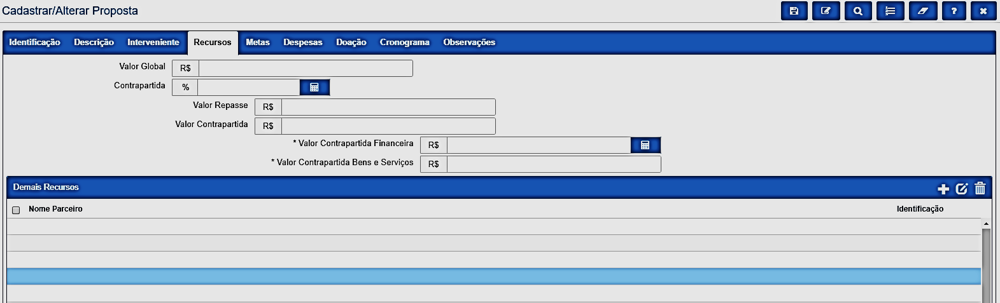 Cadastrar/Alterar Proposta
Identificação Descrição Interveniente Recursos Metas Despesas Doação Cronograma Observações
Valor Global R$
Contrapartida %
Valor Repasse R$
Valor Contrapartida R$
* Valor Contrapartida Financeira R$
* Valor Contrapartida Bens e Serviços R$
Demais Recursos
Nome Parceiro Identificação